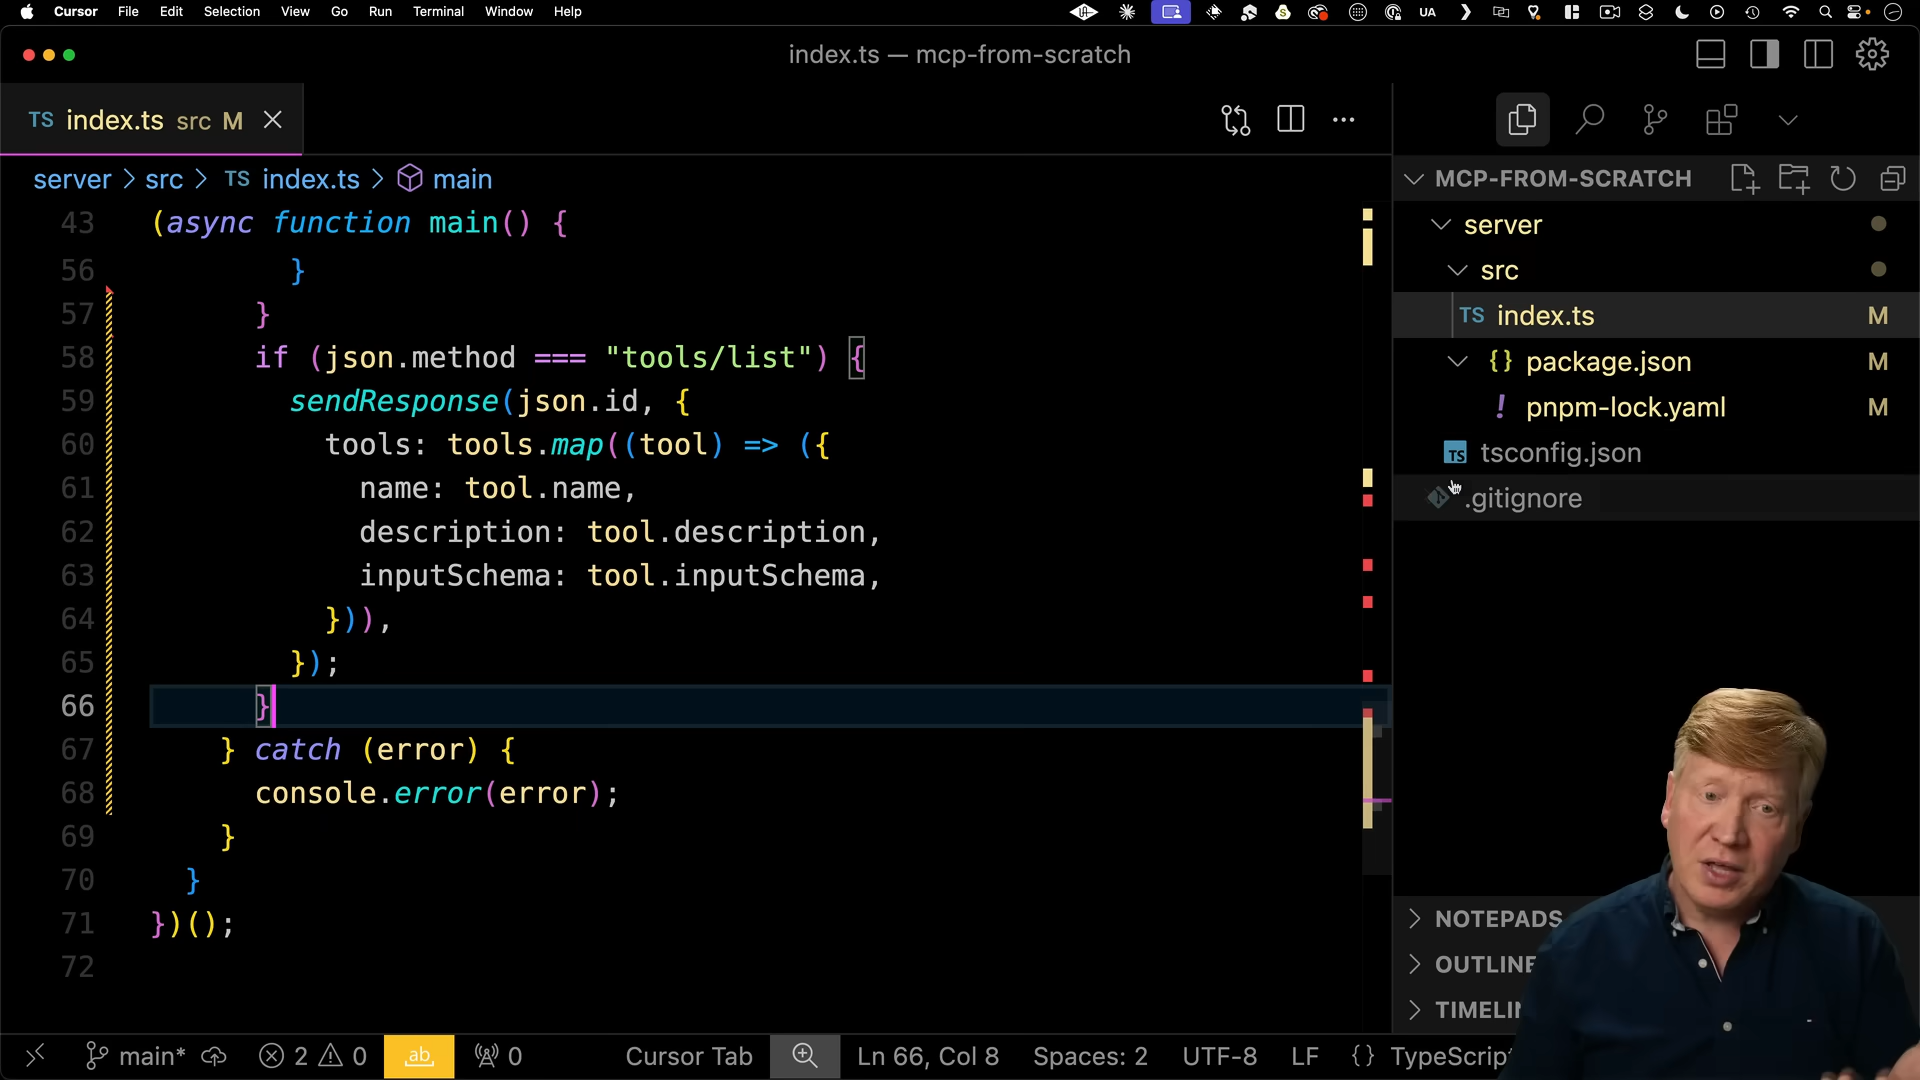 Cursor File Edit Selection View Go Run Terminal Window Help UA
index.ts — mcp-from-scratch
TS index.ts src M
server > src > TS index.ts > main
43 (async function main() {
56 }
57 }
58 if (json.method === "tools/list") {
59 sendResponse(json.id, {
60 tools: tools.map((tool) => ({
61 name: tool.name,
62 description: tool.description,
63 inputSchema: tool.inputSchema,
64 })),
65 });
66 }
67 } catch (error) {
68 console.error(error);
69 }
70 }
71 })();
72
MCP-FROM-SCRATCH
server
src
TS index.ts M
{} package.json M
! pnpm-lock.yaml M
TS tsconfig.json
.gitignore
NOTEPADS
OUTLINE
TIMELIN
main* 2 0 ab 0 Cursor Tab Ln 66, Col 8 Spaces: 2 UTF-8 LF {} TypeScript